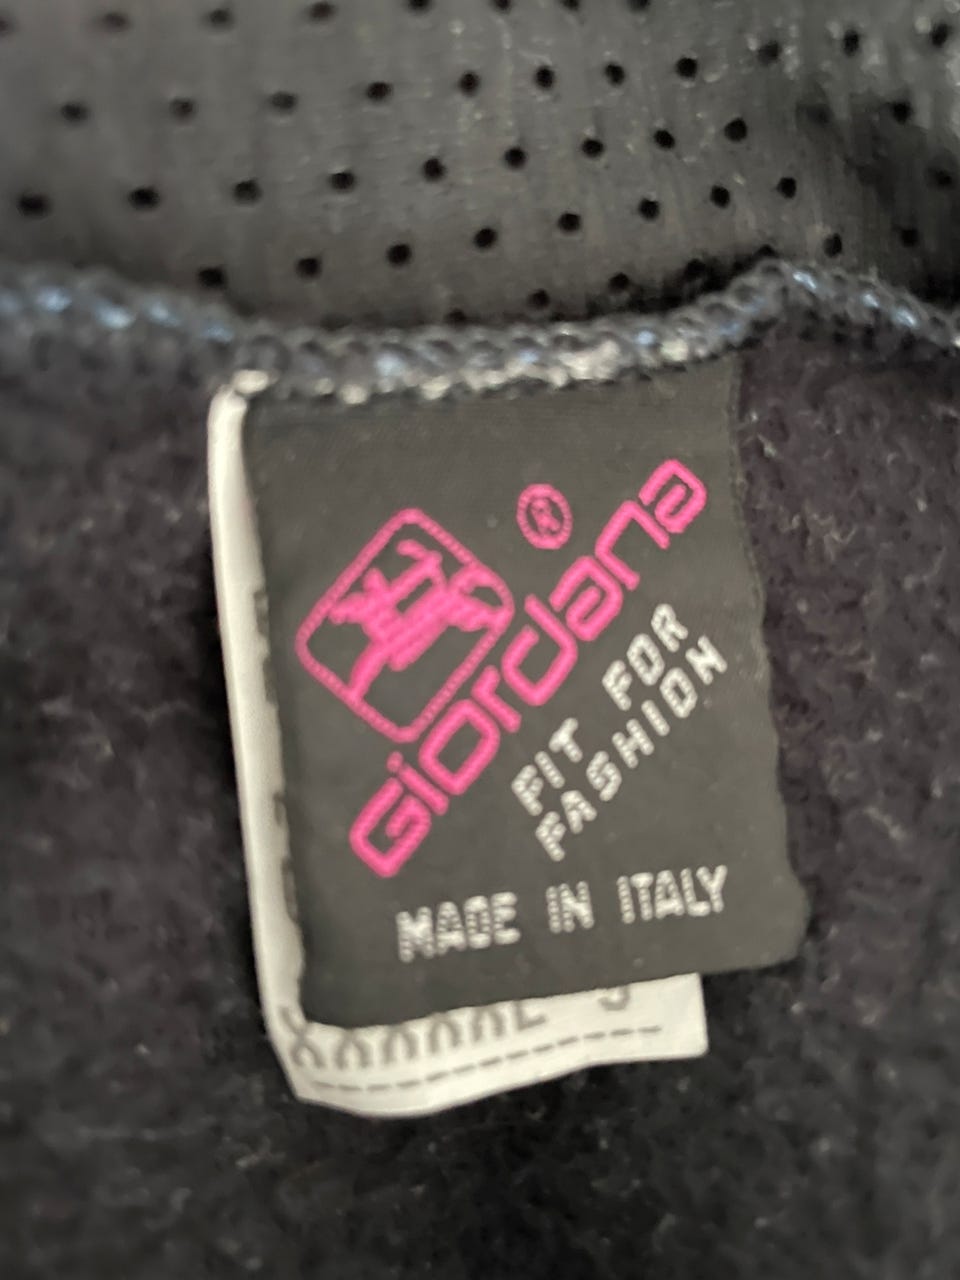 ®
Giordana
FIT FOR
FASHION
MADE IN ITALY